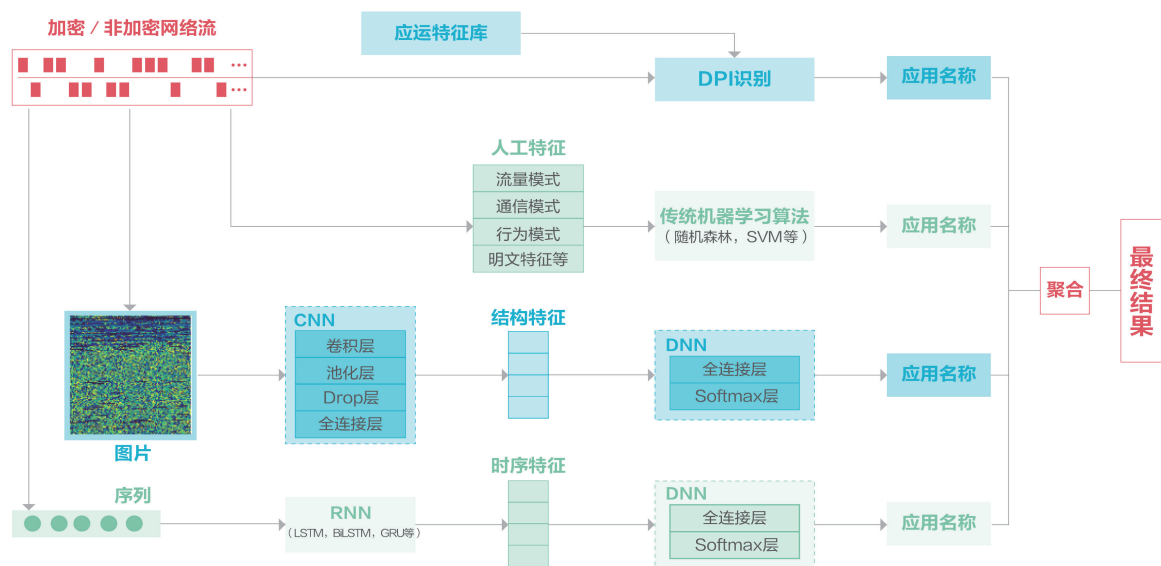 加密 / 非加密网络流
...
...
应运特征库
DPI识别
应用名称
人工特征
流量模式
通信模式
行为模式
明文特征等
传统机器学习算法
（随机森林，SVM等）
应用名称
图片
CNN
卷积层
池化层
Drop层
全连接层
结构特征
DNN
全连接层
Softmax层
应用名称
序列
RNN
（LSTM，BiLSTM，GRU等）
时序特征
DNN
全连接层
Softmax层
应用名称
聚合
最终结果